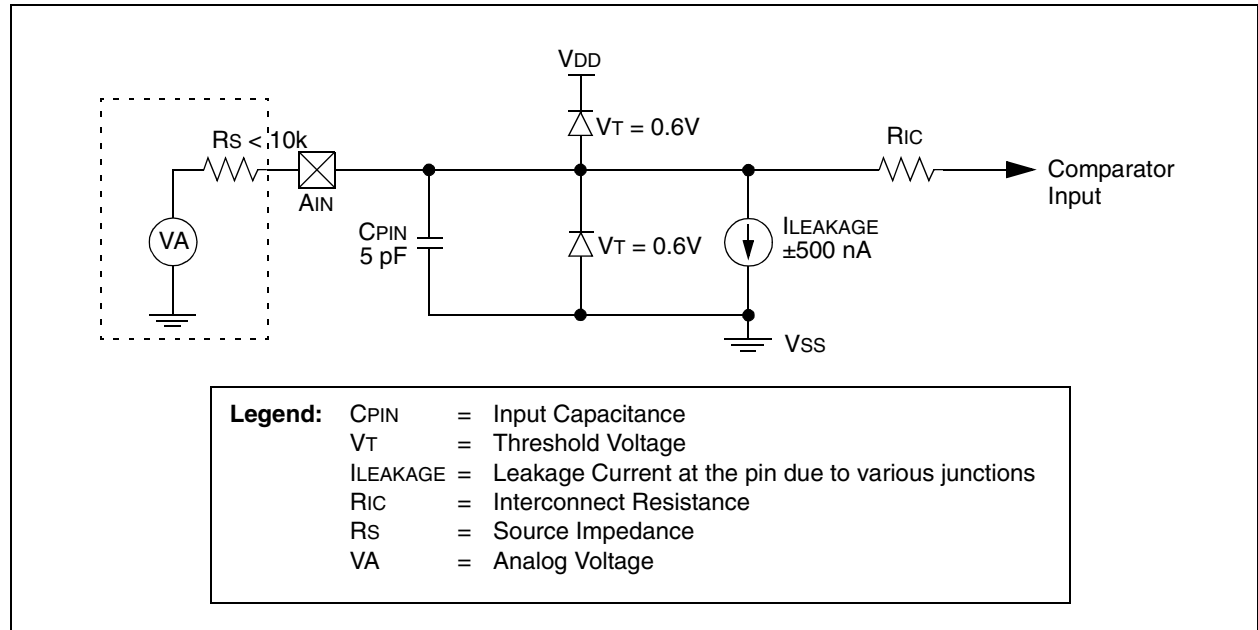 VDD
VT = 0.6V
RS < 10k
RIC
AIN
Comparator
Input
CPIN
5 pF
VA
VT = 0.6V
ILEAKAGE
±500 nA
VSS
Legend: CPIN = Input Capacitance
VT = Threshold Voltage
ILEAKAGE = Leakage Current at the pin due to various junctions
RIC = Interconnect Resistance
RS = Source Impedance
VA = Analog Voltage